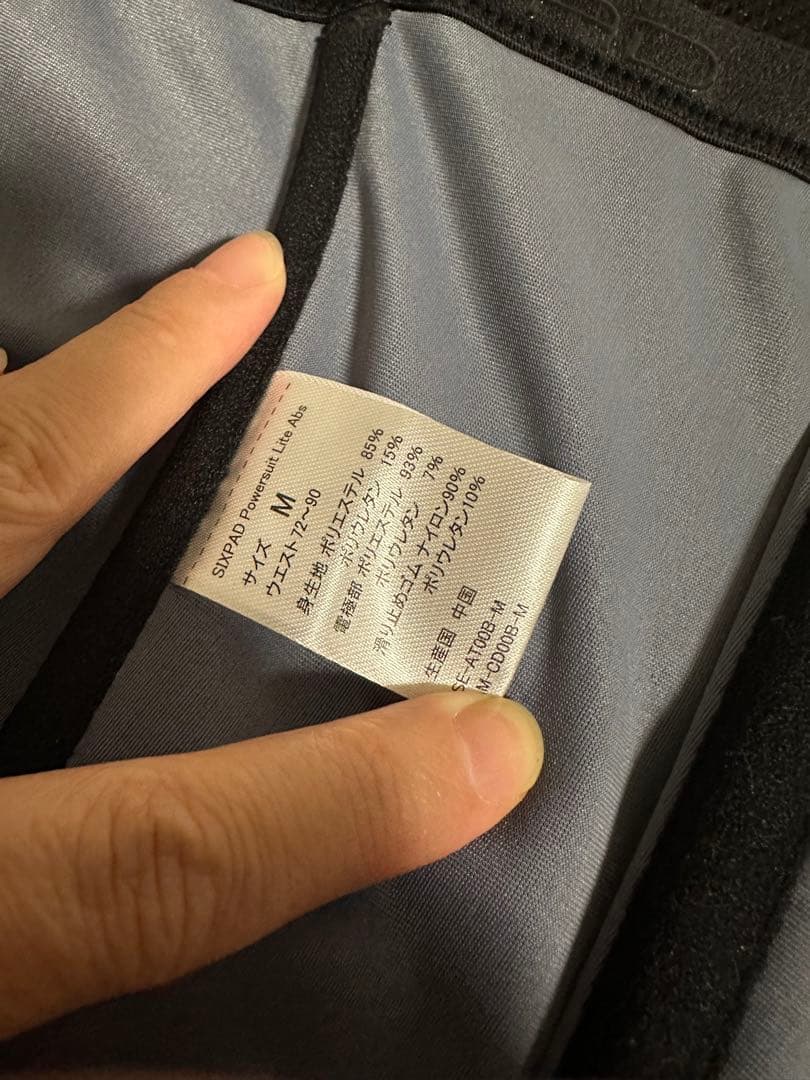 SIXPAD Powersuit Lite Abs
サイズ M
ウエスト72〜90
身生地 ポリエステル 85%
ポリウレタン 15%
電極部 ポリエステル 93%
ポリウレタン 7%
滑り止めゴム ナイロン90%
ポリウレタン10%
生産国 中国
SE-AT00B-M
M-CD00B-M